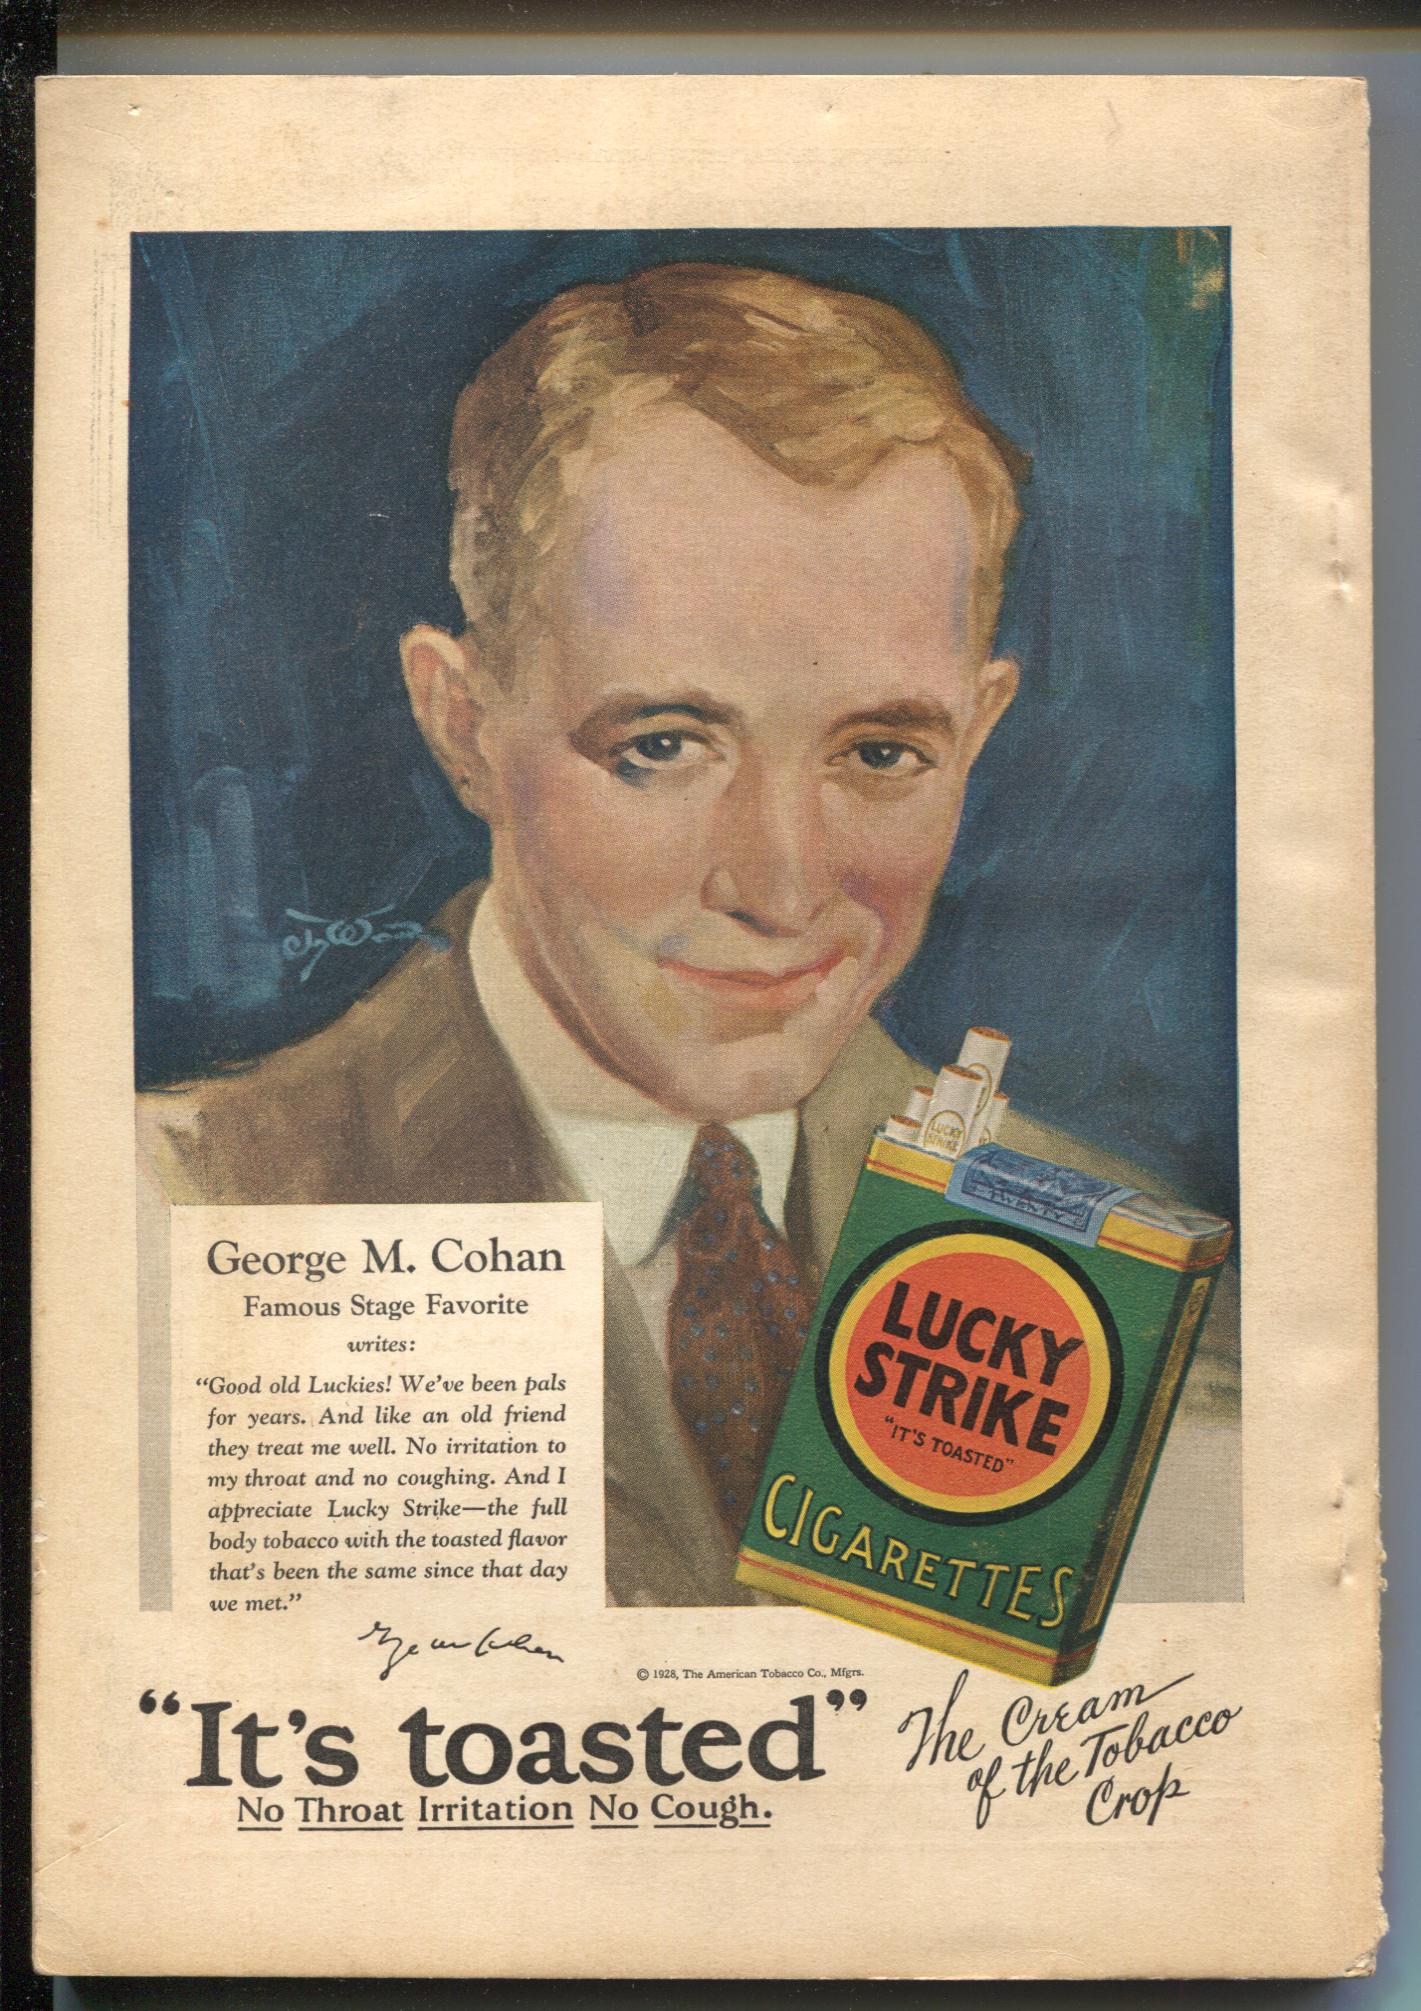 LUCKY
STRIKE
TWENTY
LUCKY
STRIKE
"IT'S TOASTED"
CIGARETTES
George M. Cohan
Famous Stage Favorite
writes:
“Good old Luckies! We've been pals
for years. And like an old friend
they treat me well. No irritation to
my throat and no coughing. And I
appreciate Lucky Strike—the full
body tobacco with the toasted flavor
that's been the same since that day
we met.”
© 1928, The American Tobacco Co., Mfgrs.
“It's toasted”
No Throat Irritation No Cough.
The Cream
of the Tobacco
Crop